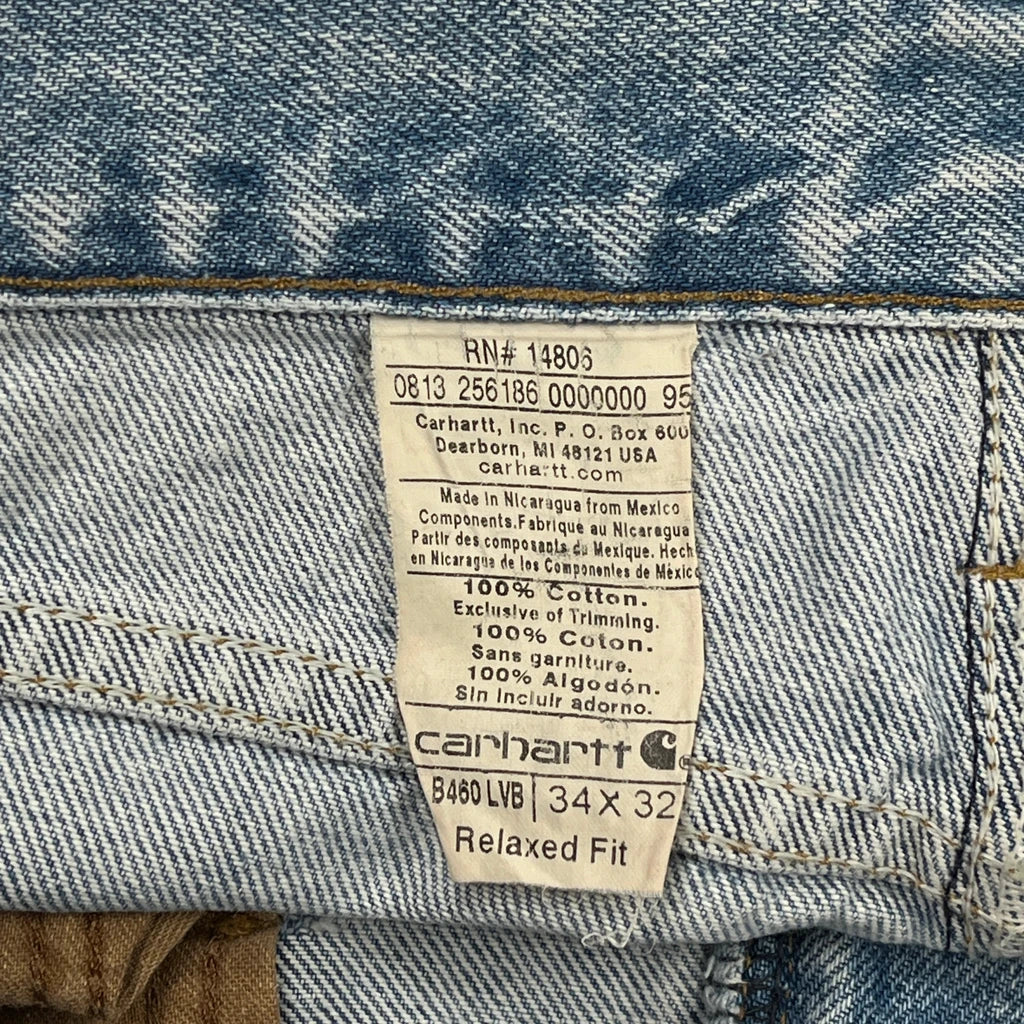 RN# 14806
0813 256186 0000000 95
Carhartt, Inc. P. O. Box 600
Dearborn, MI 48121 USA
carhartt.com
Made in Nicaragua from Mexico
Components.Fabrique au Nicaragua
Partir des composants du Mexique. Hech
en Nicaragua de los Componentes de Mexico
100% Cotton.
Exclusive of Trimming.
100% Coton.
Sans garniture.
100% Algodón.
Sin Incluir adorno.
carhartt
B460 LVB | 34 X 32
Relaxed Fit